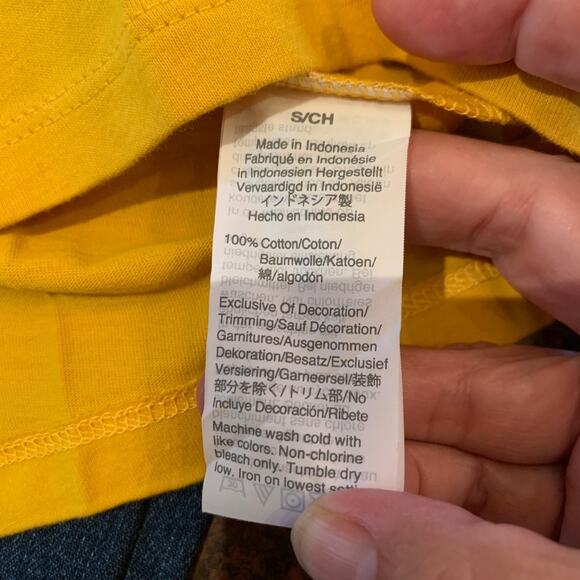 S/CH
Made in Indonesia
Fabriqué en Indonésie
in Indonesien Hergestellt
Vervaardigd in Indonesië
インドネシア製
Hecho en Indonesia
100% Cotton/Coton/
Baumwolle/Katoen/
綿/algodón
Exclusive Of Decoration/
Trimming/Sauf Décoration/
Garnitures/Ausgenommen
Dekoration/Besatz/Exclusief
Versiering/Garneersel/装飾
部分を除く/トリム部/No
Incluye Decoración/Ribete
Machine wash cold with
like colors. Non-chlorine
bleach only. Tumble dry
low. Iron on lowest
30